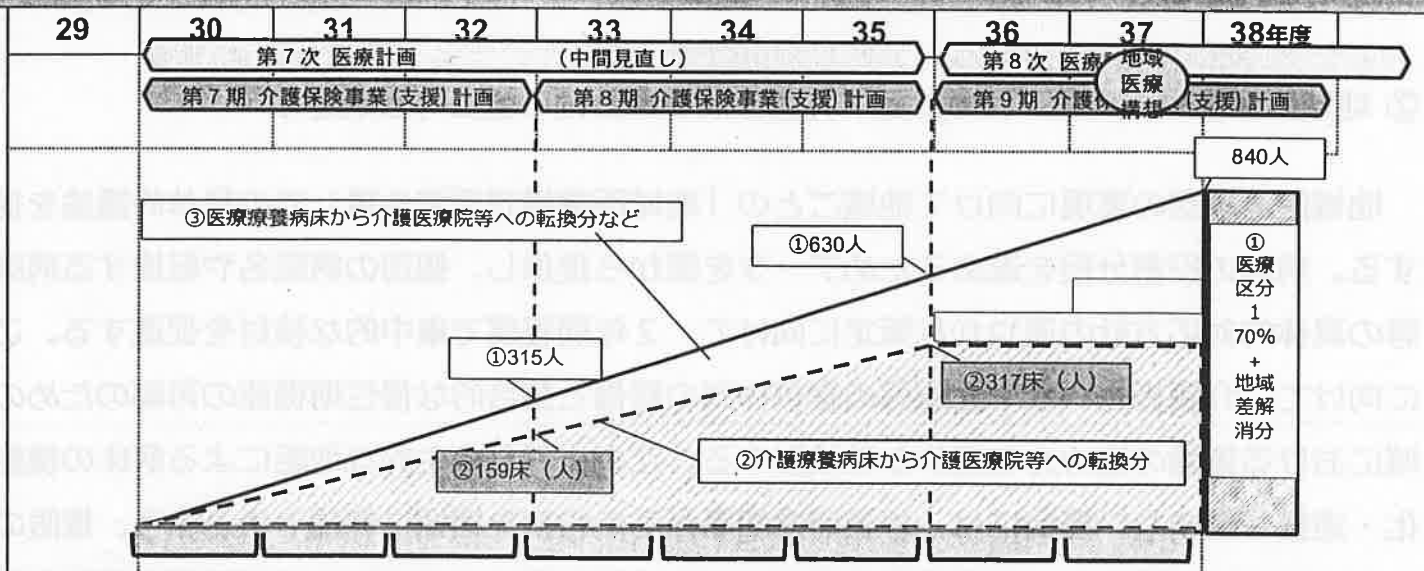 29 30 31 32 33 34 35 36 37 38年度
第7次 医療計画 (中間見直し) 第8次 医療
地域
医療
構想
第7期 介護保険事業(支援)計画 第8期 介護保険事業(支援)計画 第9期 介護保 (支援)計画
840人
③医療療養病床から介護医療院等への転換分など
①630人
①315人
②317床(人)
②159床(人)
②介護療養病床から介護医療院等への転換分
①
医療
区分
1
70%
+
地域
差解
消分